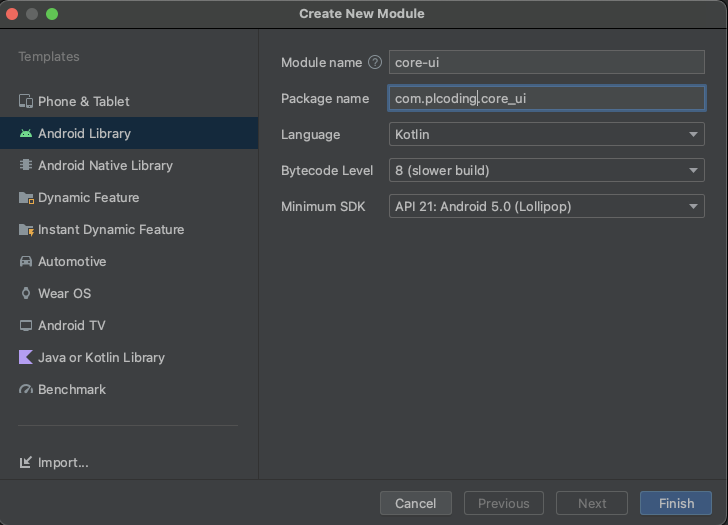 Create New Module
Templates
Phone & Tablet
Android Library
Android Native Library
Dynamic Feature
Instant Dynamic Feature
Automotive
Wear OS
Android TV
Java or Kotlin Library
Benchmark
Import...
Module name ? core-ui
Package name com.plcoding.core_ui
Language Kotlin
Bytecode Level 8 (slower build)
Minimum SDK API 21: Android 5.0 (Lollipop)
Cancel Previous Next Finish